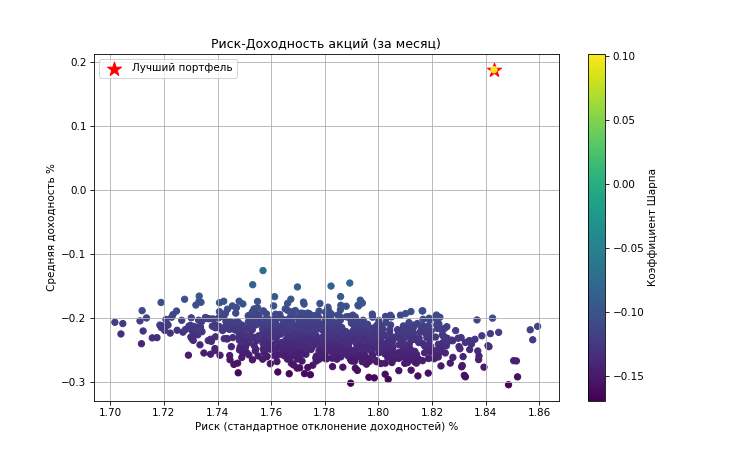 Риск-Доходность акций (за месяц)
Лучший портфель
Средняя доходность %
0.2
0.1
0.0
−0.1
−0.2
−0.3
1.70 1.72 1.74 1.76 1.78 1.80 1.82 1.84 1.86
Риск (стандартное отклонение доходностей) %
0.10
0.05
0.00
−0.05
−0.10
−0.15
Коэффициент Шарпа